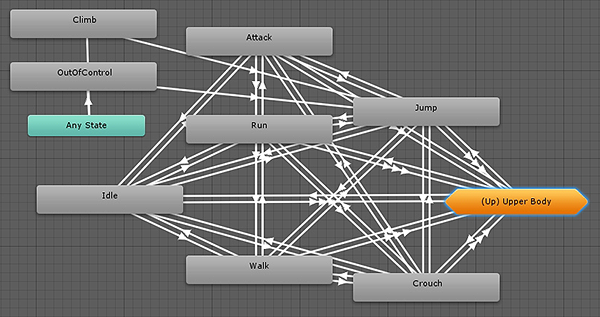 Climb
Attack
OutOfControl
Jump
Any State
Run
Idle
(Up) Upper Body
Walk
Crouch